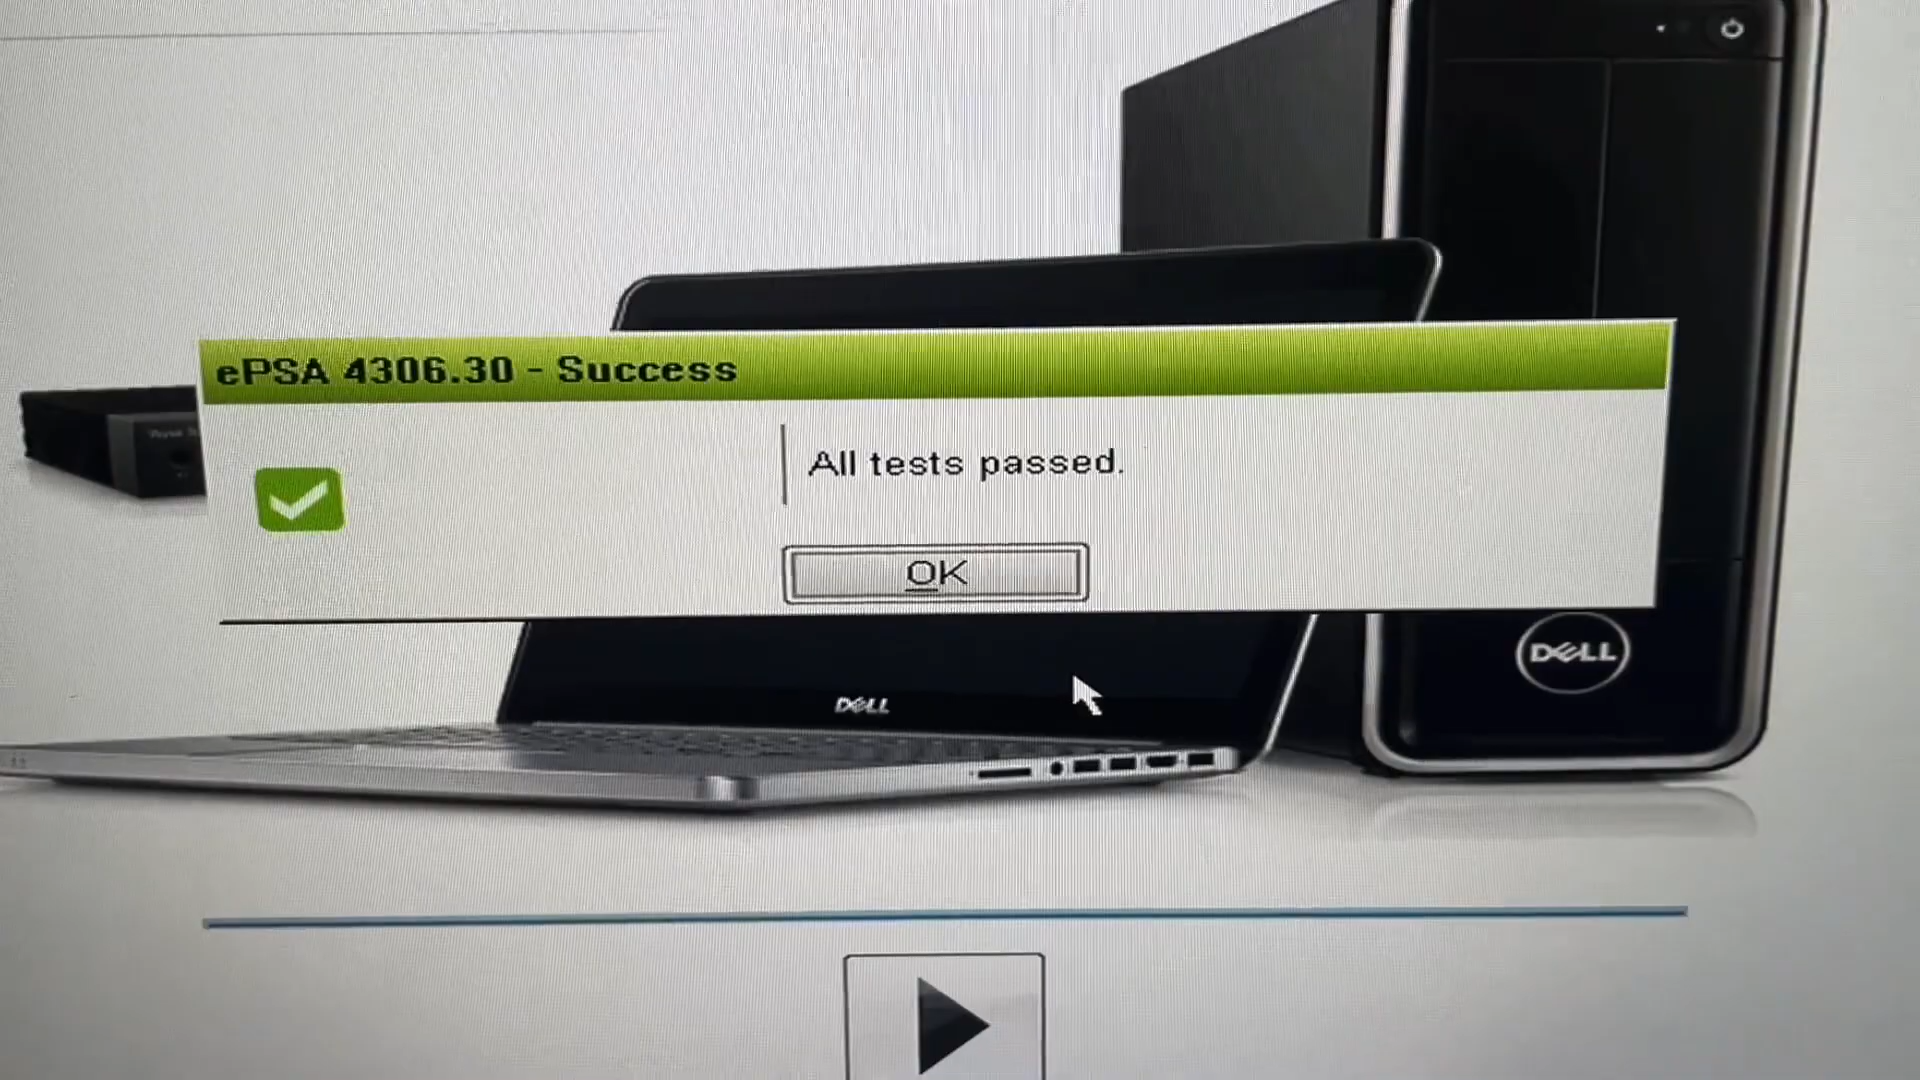 ePSA 4306.30 - Success
All tests passed.
OK
DELL
DELL